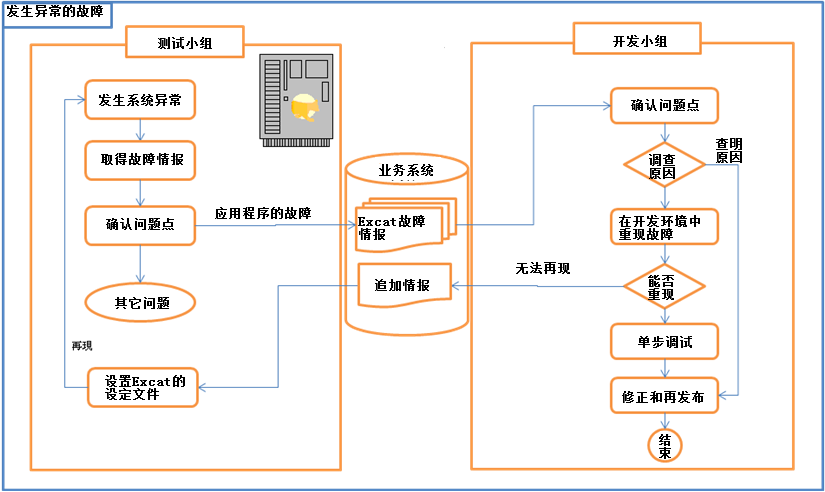 发生异常的故障
测试小组
发生系统异常
取得故障情报
确认问题点
其它问题
再現
设置Excat的
设定文件
应用程序的故障
业务系统
Excat故障
情报
追加情报
无法再现
开发小组
确认问题点
调查
原因
查明
原因
在开发环境中
重现故障
能否
重现
单步调试
修正和再发布
结
束